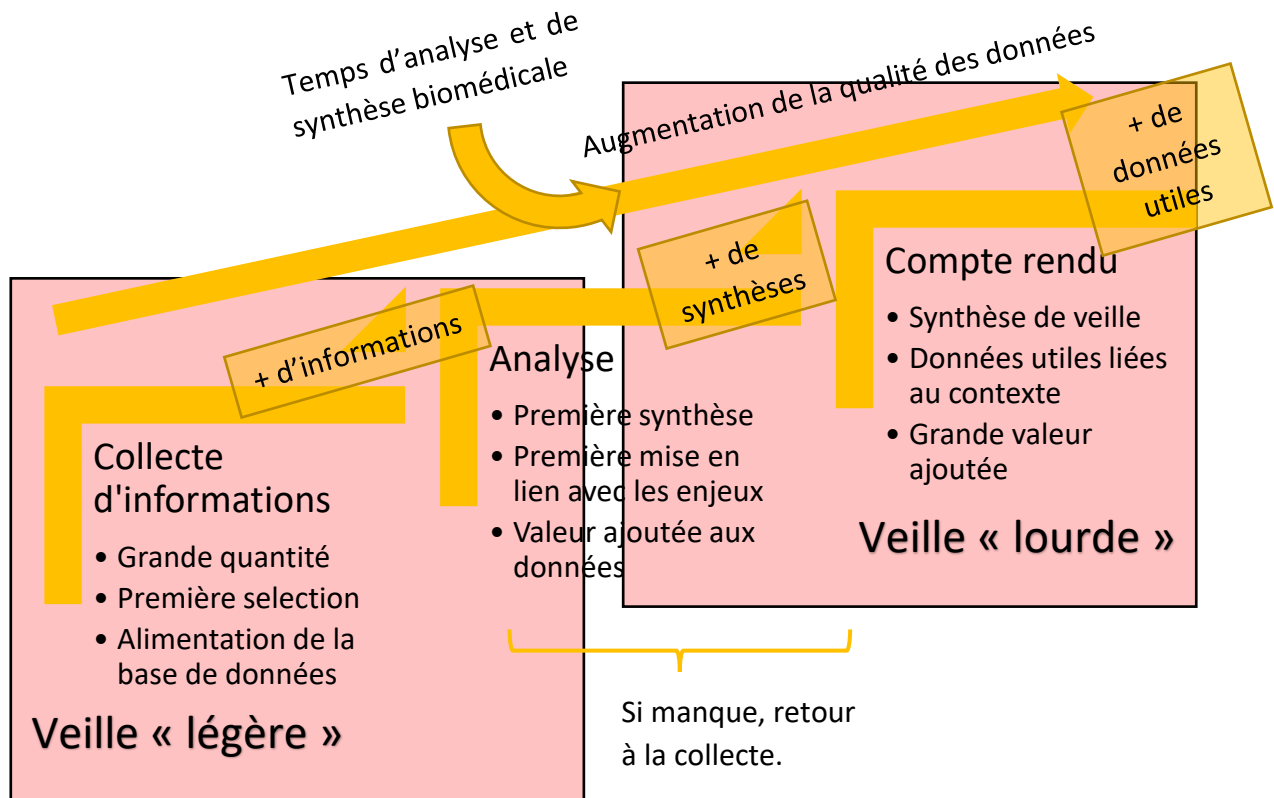 Temps d’analyse et de
synthèse biomédicale
Augmentation de la qualité des données
+ de
données
utiles
+ de
synthèses
+ d’informations
Collecte
d'informations
• Grande quantité
• Première selection
• Alimentation de la
base de données
Veille « légère »
Analyse
• Première synthèse
• Première mise en
lien avec les enjeux
• Valeur ajoutée aux
données
Compte rendu
• Synthèse de veille
• Données utiles liées
au contexte
• Grande valeur
ajoutée
Veille « lourde »
Si manque, retour
à la collecte.